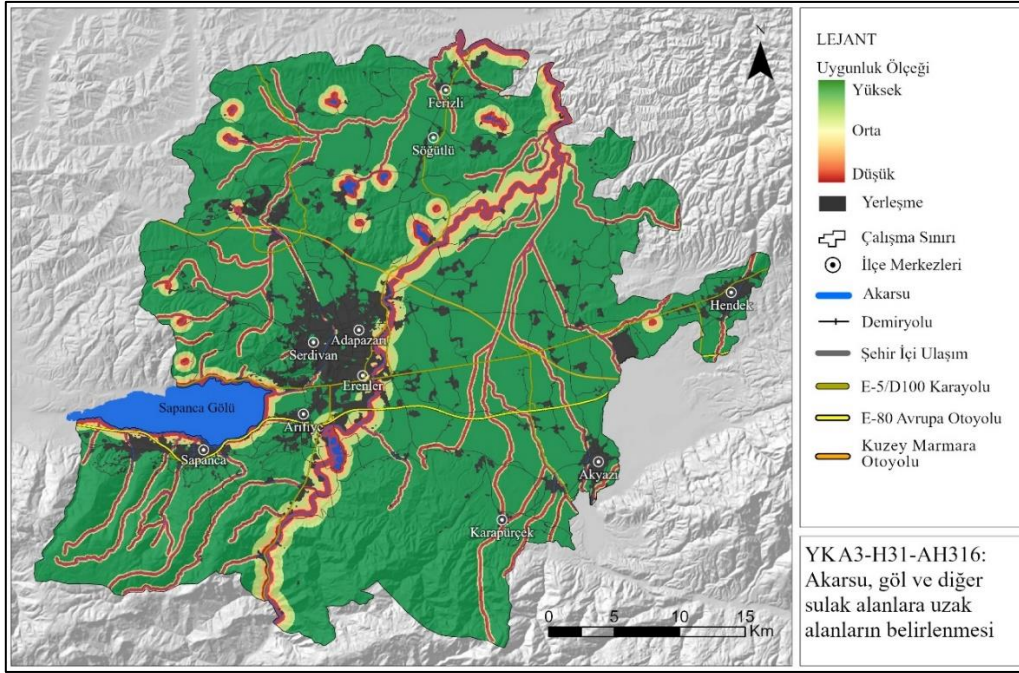 N
Ferizli
Söğütlü
Hendek
Adapazarı
Serdivan
Erenler
Sapanca Gölü
Arifiye
Sapanca
Akyazı
Karapürçek
0 5 10 15
Km
LEJANT
Uygunluk Ölçeği
Yüksek
Orta
Düşük
Yerleşme
Çalışma Sınırı
İlçe Merkezleri
Akarsu
Demiryolu
Şehir İçi Ulaşım
E-5/D100 Karayolu
E-80 Avrupa Otoyolu
Kuzey Marmara
Otoyolu
YKA3-H31-AH316:
Akarsu, göl ve diğer
sulak alanlara uzak
alanların belirlenmesi